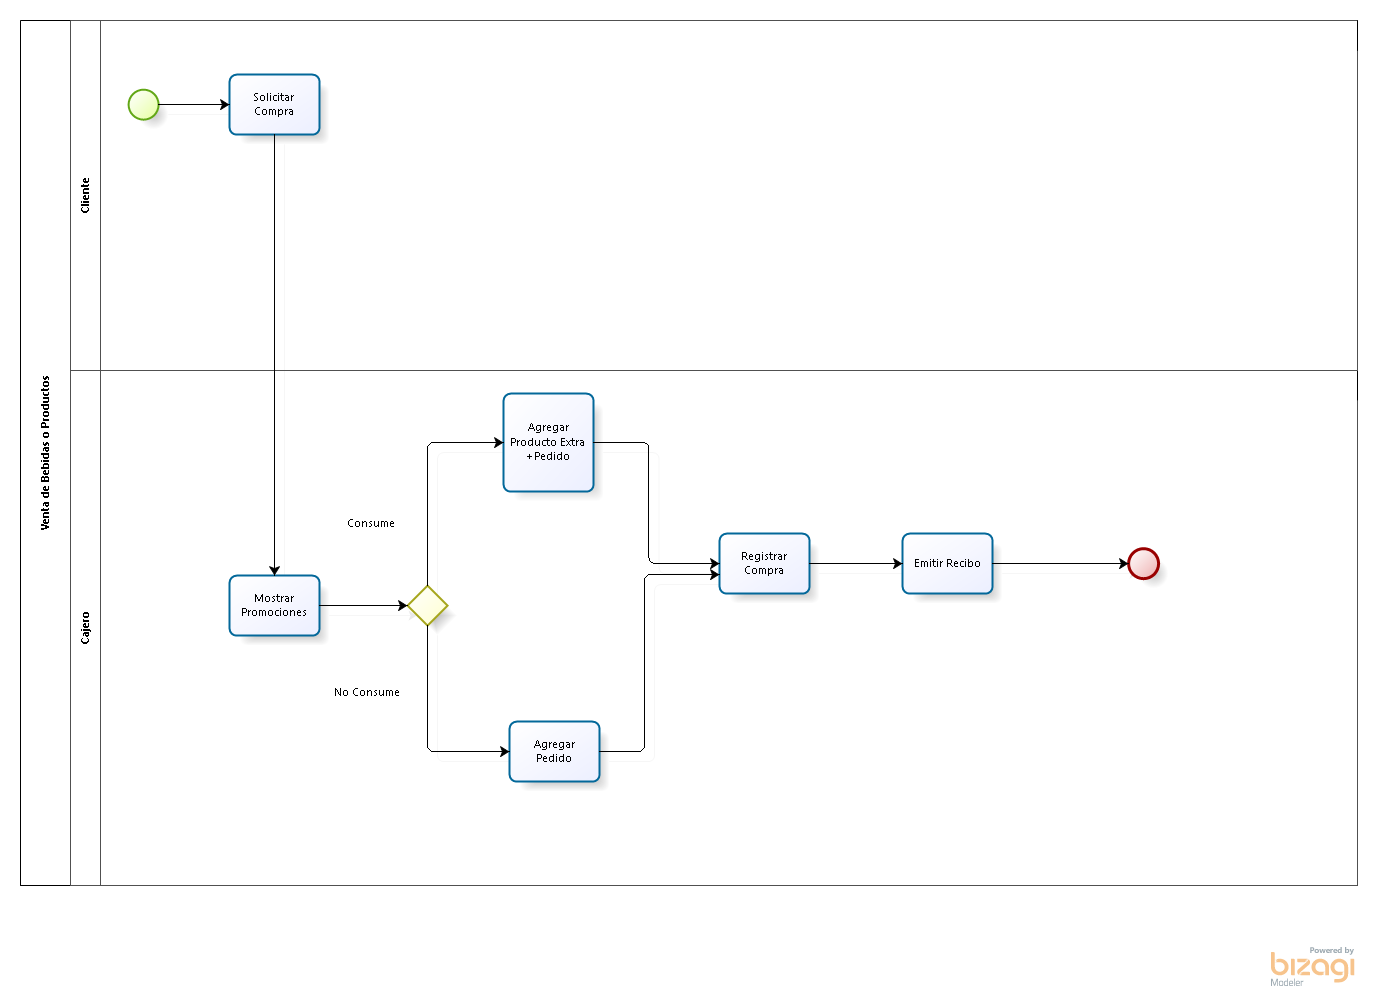 Venta de Bebidas o Productos
Cliente
Solicitar
Compra
Cajero
Agregar
Producto Extra
+Pedido
Consume
Registrar
Compra
Emitir Recibo
Mostrar
Promociones
No Consume
Agregar
Pedido
Powered by
bizagi
Modeler